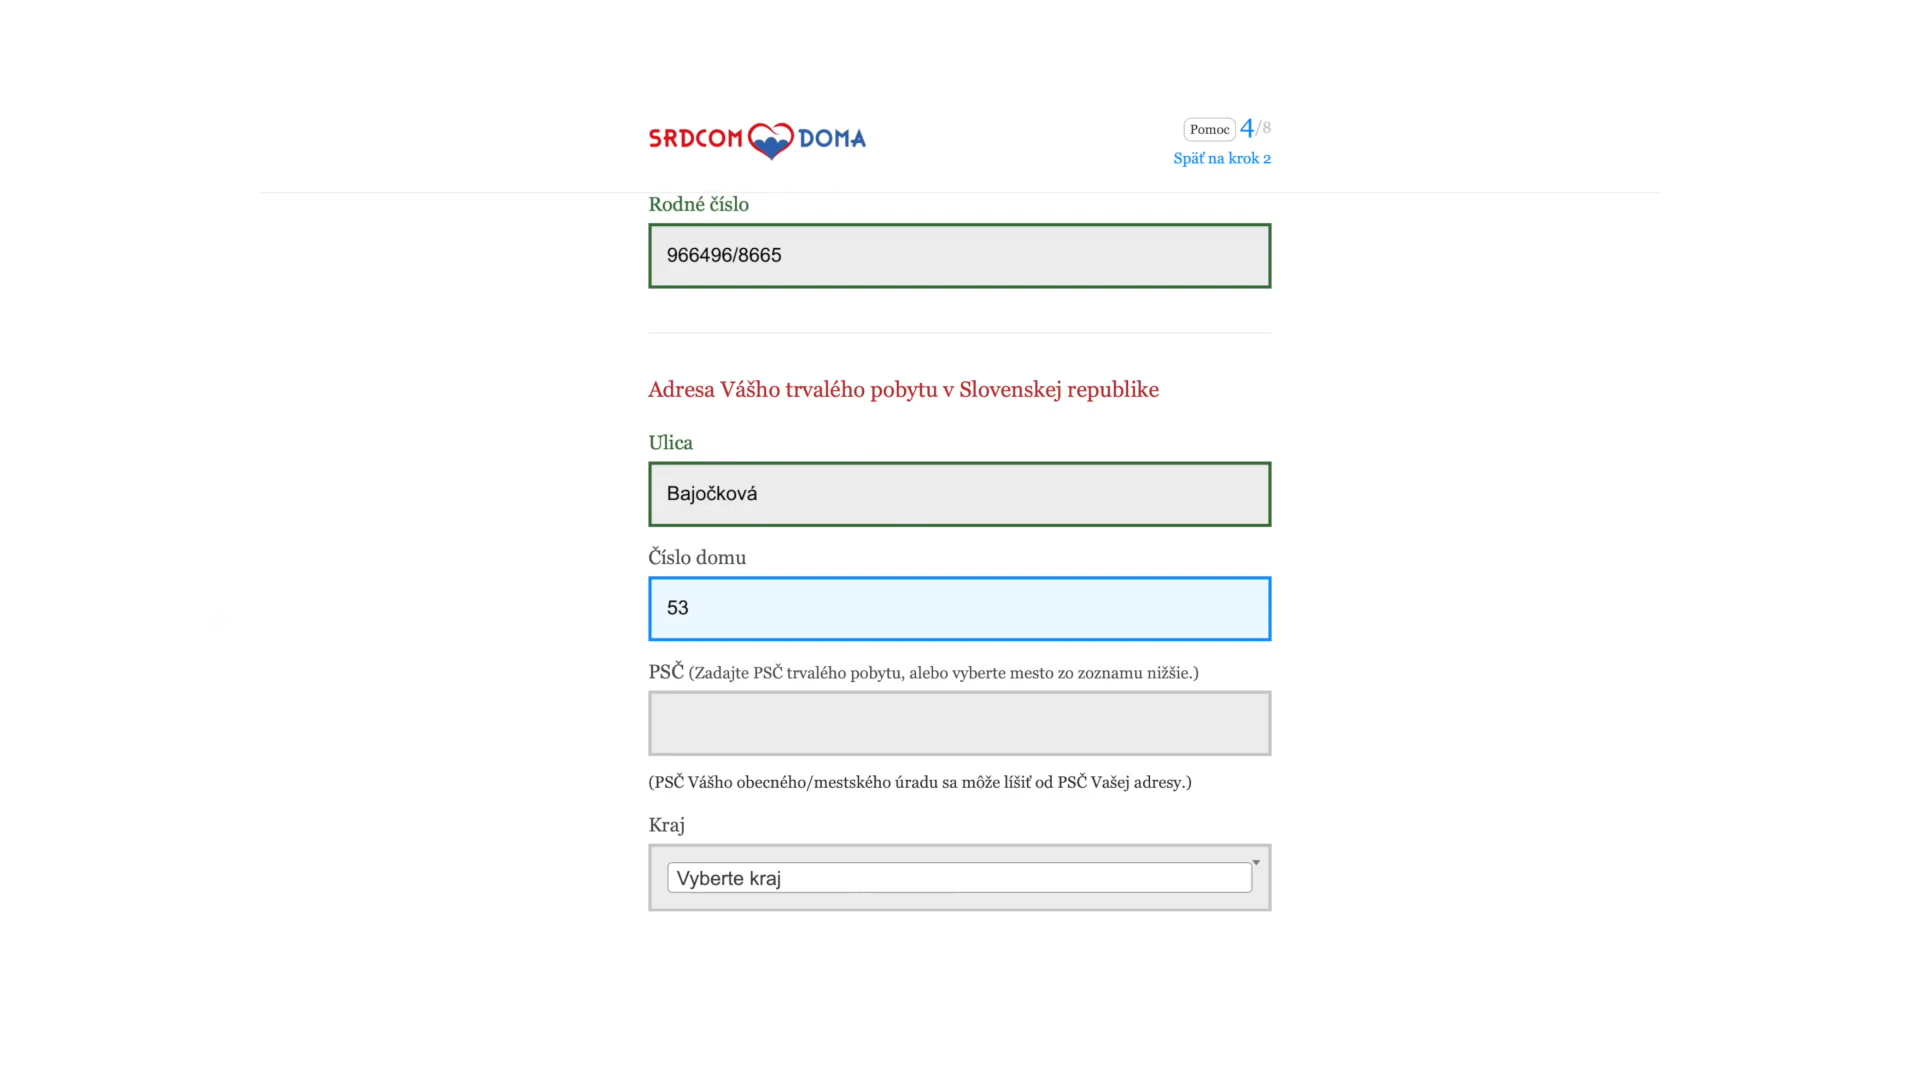 SRDCOM DOMA
Pomoc 4/8
Späť na krok 2
Rodné číslo
966496/8665
Adresa Vášho trvalého pobytu v Slovenskej republike
Ulica
Bajočková
Číslo domu
53
PSČ (Zadajte PSČ trvalého pobytu, alebo vyberte mesto zo zoznamu nižšie.)
(PSČ Vášho obecného/mestského úradu sa môže líšiť od PSČ Vašej adresy.)
Kraj
Vyberte kraj